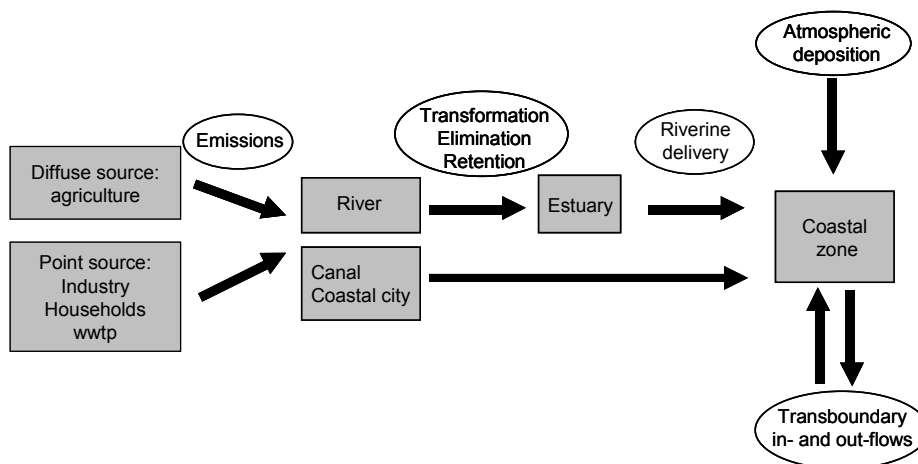 Atmospheric
deposition
Emissions
Transformation
Elimination
Retention
Riverine
delivery
Diffuse source:
agriculture
River
Estuary
Coastal
zone
Point source:
Industry
Households
wwtp
Canal
Coastal city
Transboundary
in- and out-flows